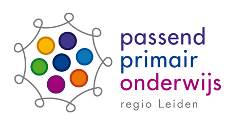 passend
primair
onderwijs
regio Leiden